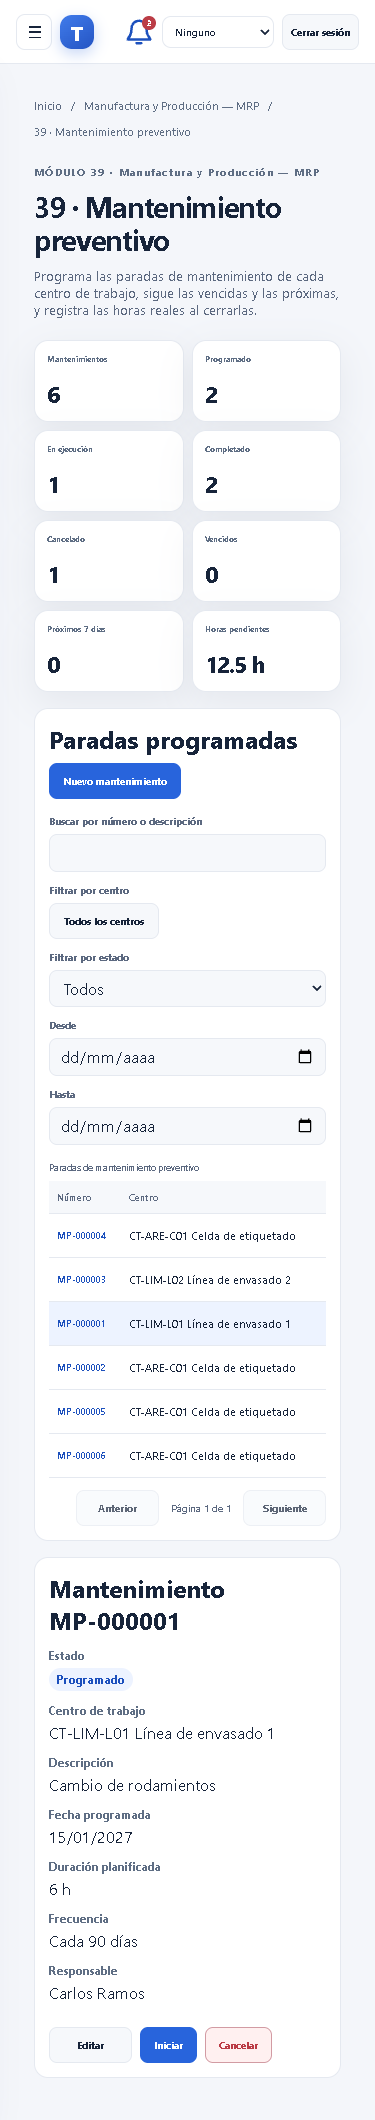 ☰ T 2 Ninguno Cerrar sesión
Inicio / Manufactura y Producción — MRP /
39 · Mantenimiento preventivo
MÓDULO 39 · Manufactura y Producción — MRP
39 · Mantenimiento
preventivo
Programa las paradas de mantenimiento de cada
centro de trabajo, sigue las vencidas y las próximas,
y registra las horas reales al cerrarlas.
Mantenimientos
6
Programado
2
En ejecución
1
Completado
2
Cancelado
1
Vencidos
0
Próximos 7 días
0
Horas pendientes
12.5 h
Paradas programadas
Nuevo mantenimiento
Buscar por número o descripción
Filtrar por centro
Todos los centros
Filtrar por estado
Todos
Desde
dd/mm/aaaa
Hasta
dd/mm/aaaa
Paradas de mantenimiento preventivo
Número Centro
MP-000004 CT-ARE-C01 Celda de etiquetado
MP-000003 CT-LIM-L02 Línea de envasado 2
MP-000001 CT-LIM-L01 Línea de envasado 1
MP-000002 CT-ARE-C01 Celda de etiquetado
MP-000005 CT-ARE-C01 Celda de etiquetado
MP-000006 CT-ARE-C01 Celda de etiquetado
Anterior Página 1 de 1 Siguiente
Mantenimiento
MP-000001
Estado
Programado
Centro de trabajo
CT-LIM-L01 Línea de envasado 1
Descripción
Cambio de rodamientos
Fecha programada
15/01/2027
Duración planificada
6 h
Frecuencia
Cada 90 días
Responsable
Carlos Ramos
Editar Iniciar Cancelar